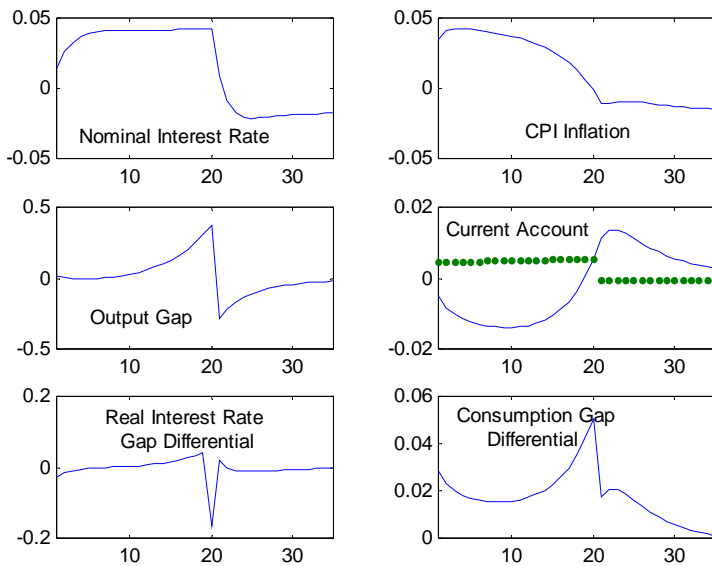 0.05
0
-0.05
10 20 30
Nominal Interest Rate
0.05
0
-0.05
10 20 30
CPI Inflation
0.5
0
-0.5
10 20 30
Output Gap
0.02
0
-0.02
10 20 30
Current Account
0.2
0
-0.2
10 20 30
Real Interest Rate
Gap Differential
0.06
0.04
0.02
0
10 20 30
Consumption Gap
Differential